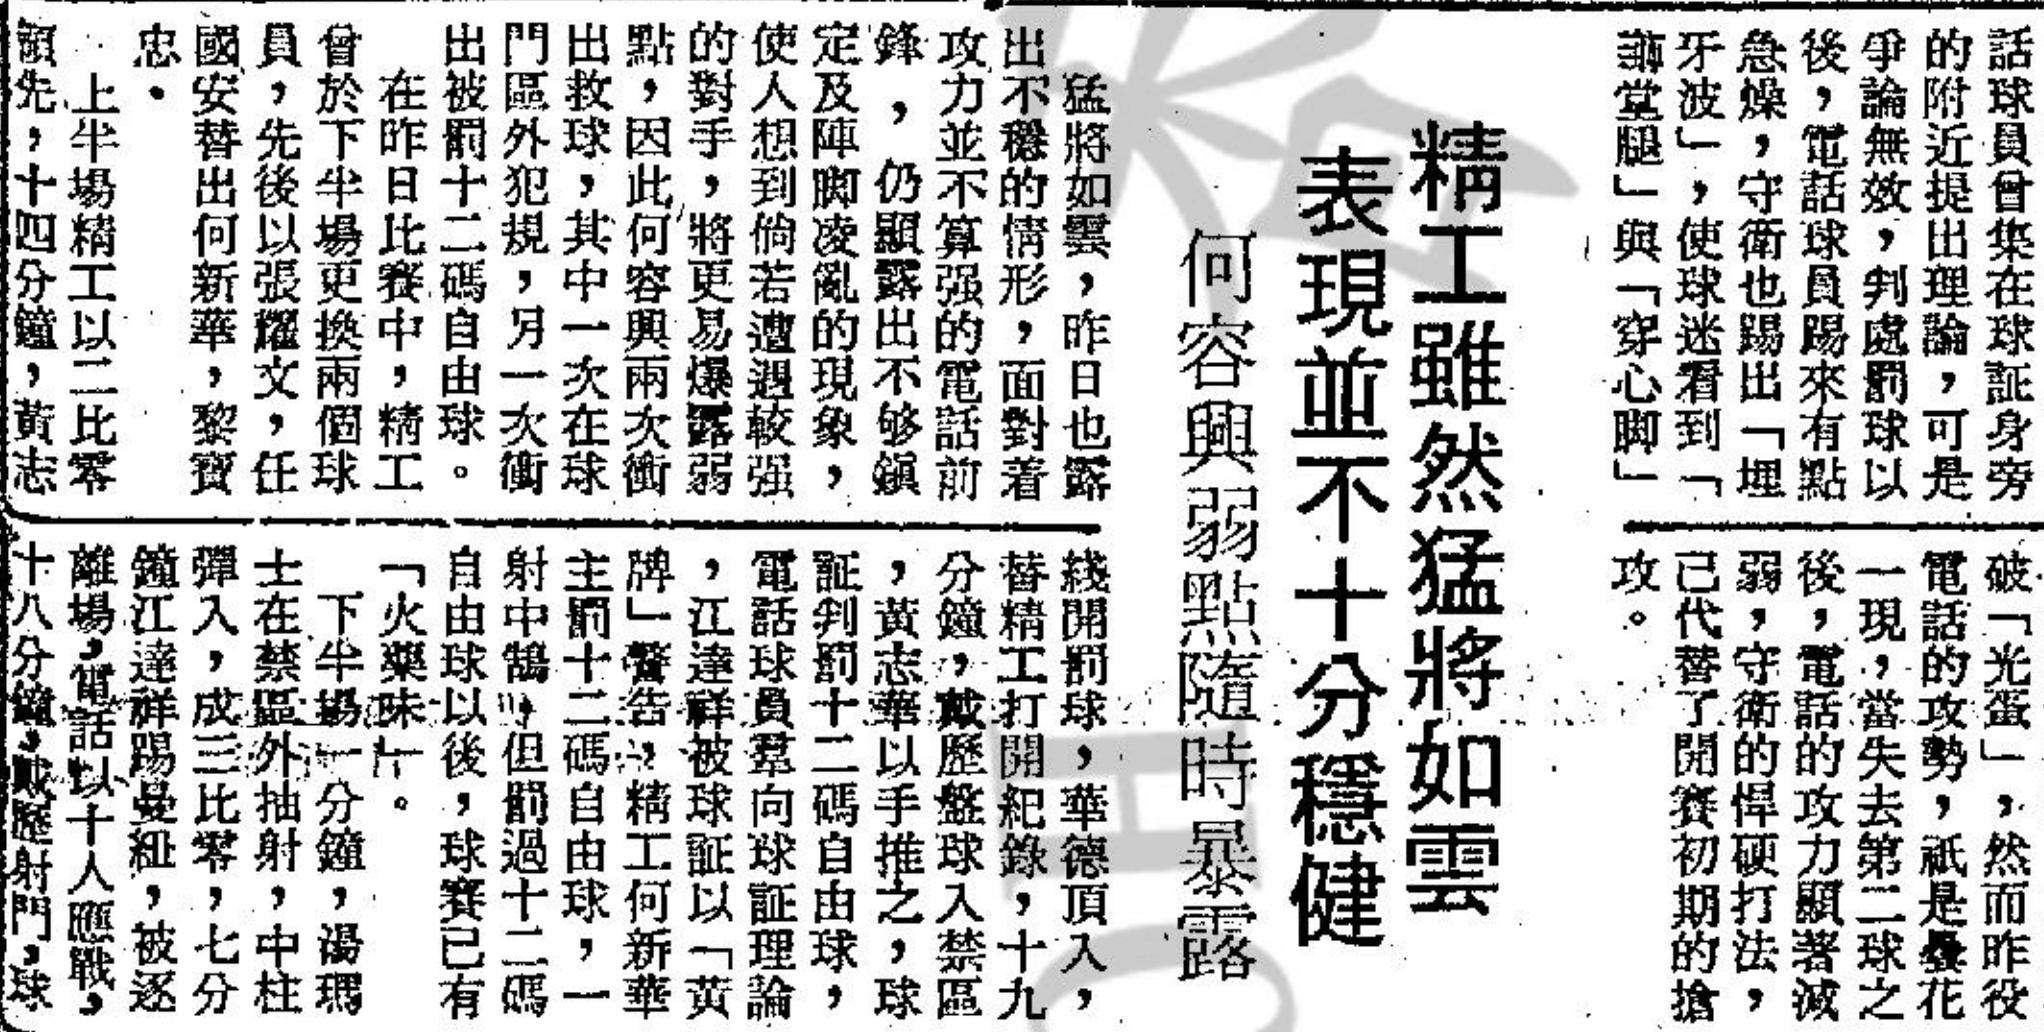 話球員曾集在球証身旁
的附近提出理論，可是
爭論無效，判處罰球以
後，電話球員踢來有點
急燥，守衛也踢出「埋
牙波」，使球迷看到「
諦堂腿」與「穿心脚」
破「光蛋」，然而昨役
電話的攻勢，祇是曇花
一現，當失去第二球之
後，電話的攻力顯著減
弱，守衛的悍硬打法，
已代替了開賽初期的搶
攻。
精工雖然猛將如雲
表現並不十分穩健
何容興弱點隨時暴露
猛將如雲，昨日也露
出不穩的情形，面對着
攻力並不算强的電話前
鋒，仍顯露出不够鎭
定及陣脚凌亂的現象，
使人想到倘若遭遇較强
的對手，將更易爆露弱
點，因此何容興兩次衝
出救球，其中一次在球
門區外犯規，另一次衝
出被罰十二碼自由球。
在昨日比賽中，精工
曾於下半塲更換兩個球
員，先後以張耀文，任
國安替出何新華，黎寶
忠。
上半塲精工以二比零
領先，十四分鐘，黃志
綫開罰球，華德頂入，
替精工打開紀錄，十九
分鐘，戴歷盤球入禁區
，黃志華以手推之，球
証判罰十二碼自由球，
電話球員羣向球証理論
，江達祥被球証以「黃
牌」警告，精工何新華
主罰十二碼自由球，一
射中鵠，但罰過十二碼
自由球以後，球賽已有
「火藥味」。
下半塲一分鐘，湯瑪
士在禁區外抽射，中柱
彈入，成三比零，七分
鐘江達祥踢曼紐，被逐
離塲，電話以十人應戰，
十八分鐘，戴歷射門，球